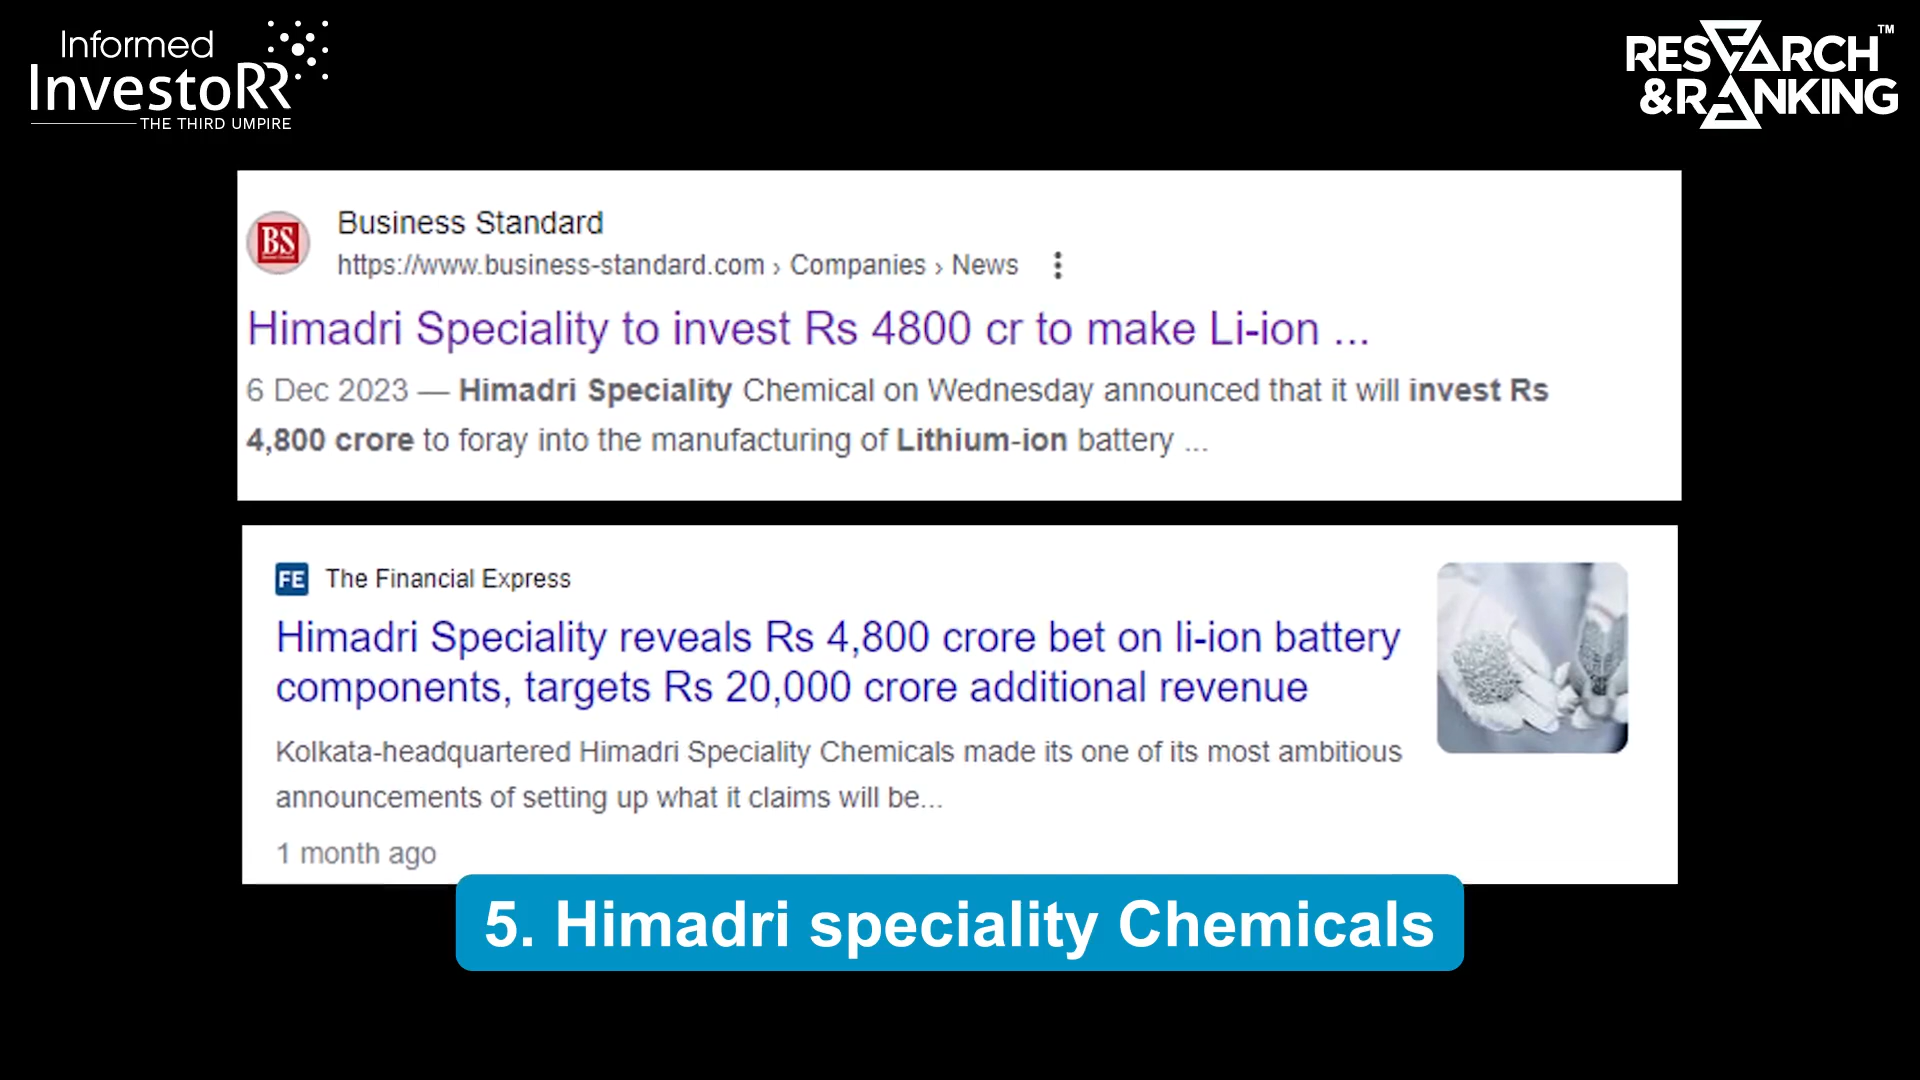 Informed
InvestoRR
THE THIRD UMPIRE
RESEARCH™
&RANKING
BS
Business Standard
https://www.business-standard.com › Companies › News
Himadri Speciality to invest Rs 4800 cr to make Li-ion ...
6 Dec 2023 — Himadri Speciality Chemical on Wednesday announced that it will invest Rs
4,800 crore to foray into the manufacturing of Lithium-ion battery ...
FE The Financial Express
Himadri Speciality reveals Rs 4,800 crore bet on li-ion battery
components, targets Rs 20,000 crore additional revenue
Kolkata-headquartered Himadri Speciality Chemicals made its one of its most ambitious
announcements of setting up what it claims will be...
1 month ago
5. Himadri speciality Chemicals